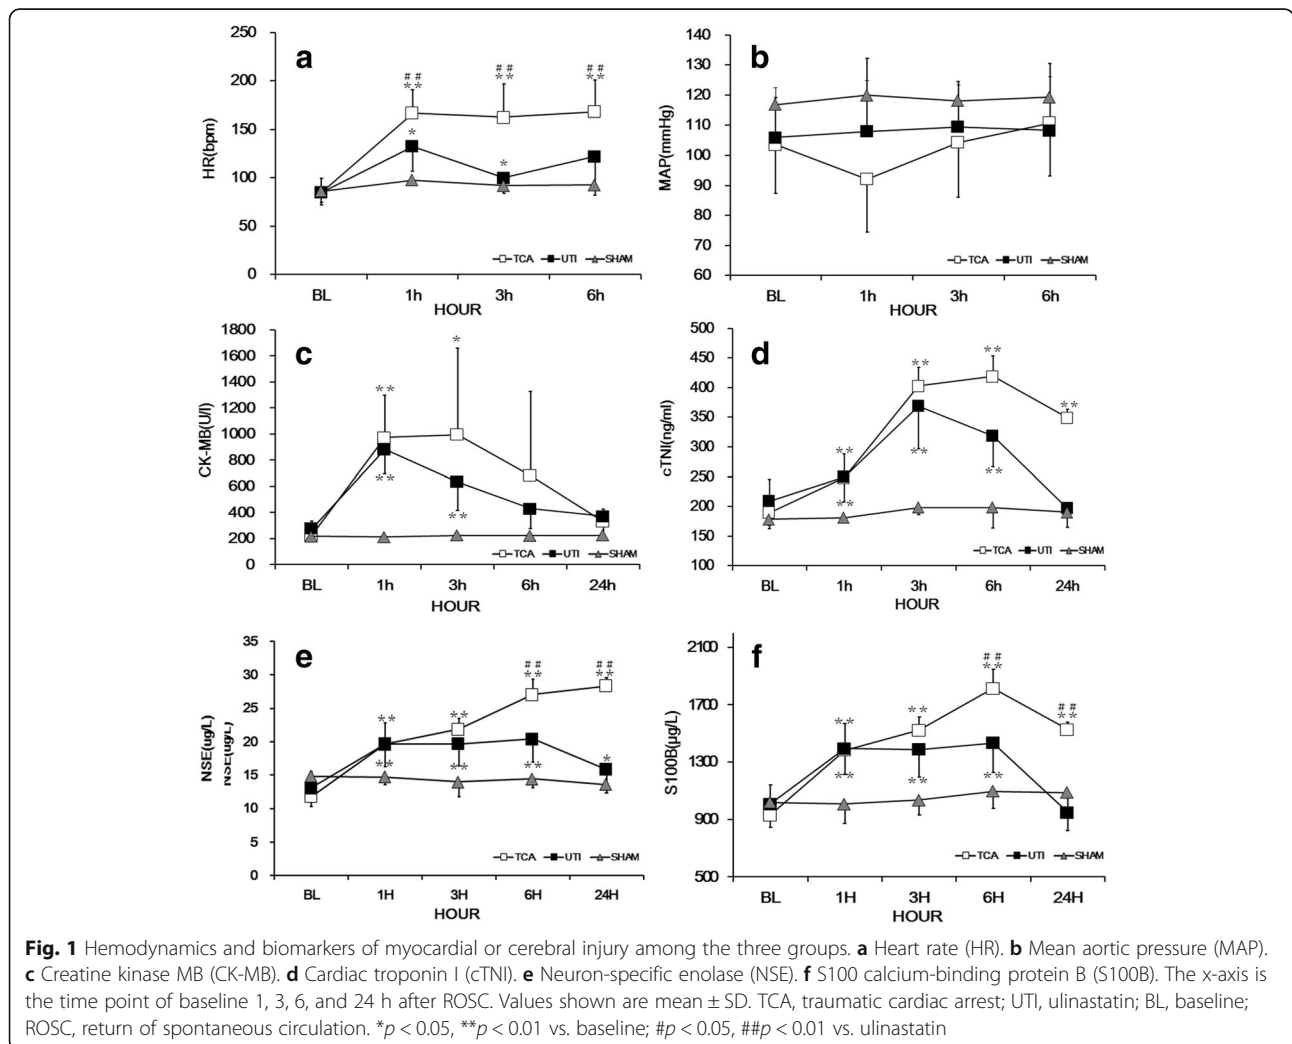 a
250
## ##
** **
##
**
200
150
*
*
100
50
0
HR(bpm)
TCA UTI SHAM
BL 1h 3h 6h
HOUR
b
140
130
120
110
100
90
80
70
60
MAP(mmHg)
TCA UTI SHAM
BL 1h 3h 6h
HOUR
c
1800
1600
1400
1200
1000
800
600
400
200
0
CK-MB(U/l)
*
**
**
**
TCA UTI SHAM
BL 1h 3h 6h 24h
HOUR
d
500
450
400
350
300
250
200
150
100
cTNI(ng/ml)
** **
**
** **
**
**
TCA UTI SHAM
BL 1h 3h 6h 24h
HOUR
e
35
30
25
20
15
10
5
0
NSE(ug/L)
NSE(ug/L)
## ##
** **
** **
*
** ** **
TCA UTI SHAM
BL 1H 3H 6H 24H
HOUR
f
2100
1700
1300
900
500
S100B(µg/L)
##
**
##
**
** **
** ** **
TCA UTI SHAM
BL 1H 3H 6H 24H
HOUR
Fig. 1 Hemodynamics and biomarkers of myocardial or cerebral injury among the three groups. a Heart rate (HR). b Mean aortic pressure (MAP).
c Creatine kinase MB (CK-MB). d Cardiac troponin I (cTNI). e Neuron-specific enolase (NSE). f S100 calcium-binding protein B (S100B). The x-axis is
the time point of baseline 1, 3, 6, and 24 h after ROSC. Values shown are mean ± SD. TCA, traumatic cardiac arrest; UTI, ulinastatin; BL, baseline;
ROSC, return of spontaneous circulation. *p < 0.05, **p < 0.01 vs. baseline; #p < 0.05, ##p < 0.01 vs. ulinastatin